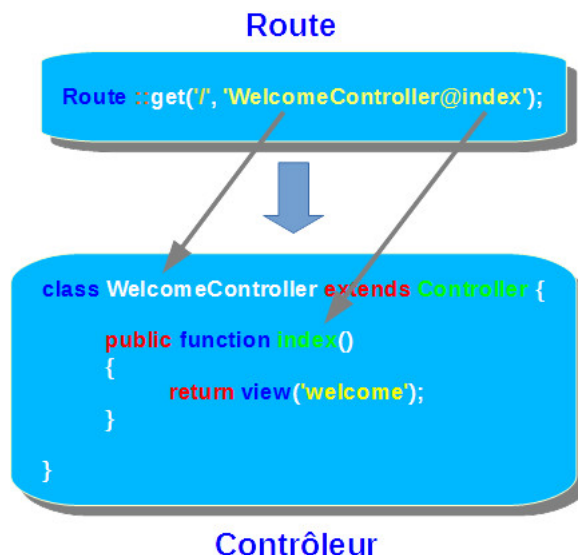 Route
Route ::get('/', 'WelcomeController@index');
class WelcomeController extends Controller {
public function index()
{
return view('welcome');
}
}
Contrôleur